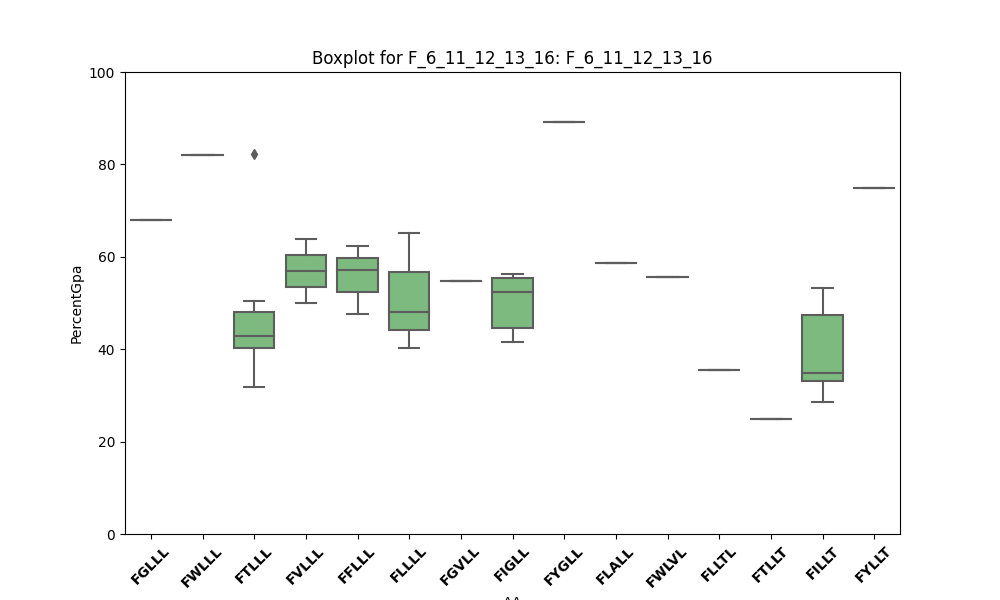 Boxplot for F_6_11_12_13_16: F_6_11_12_13_16
100
80
60
40
20
0
PercentGpa
FGLLL FWLLL FTLLL FVLLL FFLLL FLLLL FGVLL FIGLL FYGLL FLALL FWLVL FLLTL FTLLT FILLT FYLLT